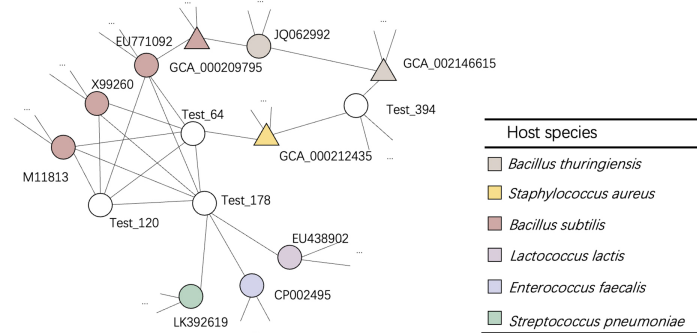 ...
...
...
EU771092
JQ062992
...
GCA_000209795
GCA_002146615
X99260
...
...
Test_64
Test_394
M11813
GCA_000212435
...
Test_120
Test_178
EU438902
...
...
CP002495
...
LK392619
Host species
Bacillus thuringiensis
Staphylococcus aureus
Bacillus subtilis
Lactococcus lactis
Enterococcus faecalis
Streptococcus pneumoniae